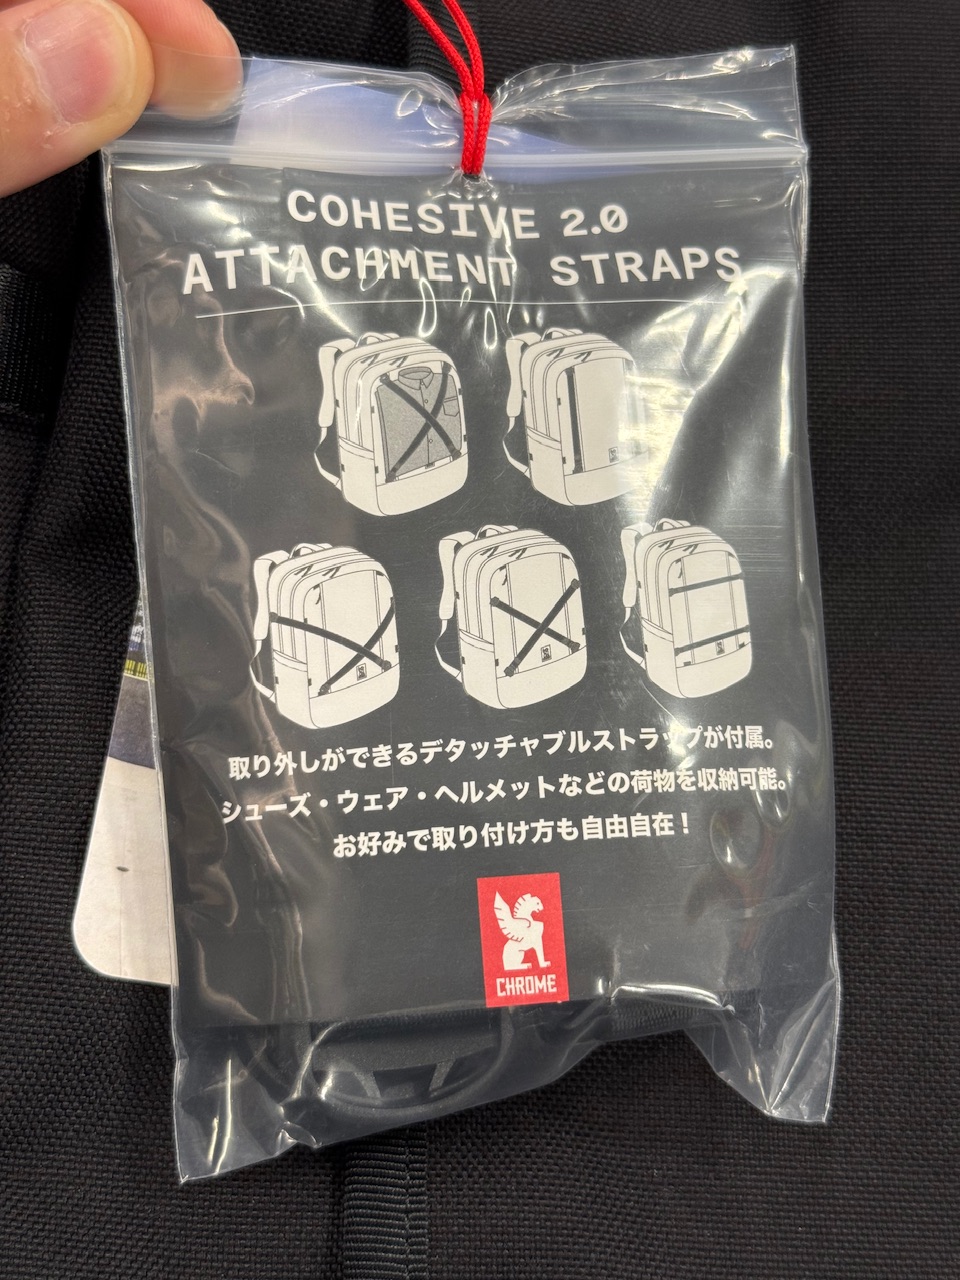 COHESIVE 2.0
ATTACHMENT STRAPS
取り外しができるデタッチャブルストラップが付属。
シューズ・ウェア・ヘルメットなどの荷物を収納可能。
お好みで取り付け方も自由自在！
CHROME